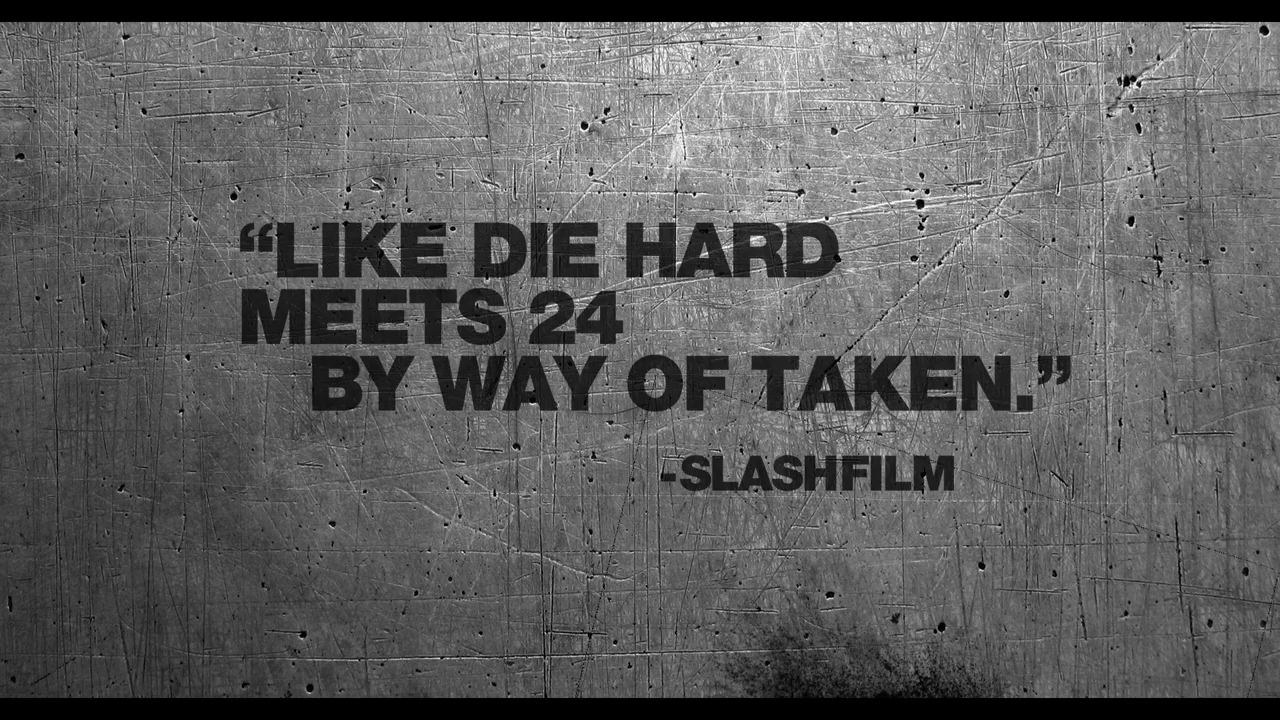 “LIKE DIE HARD
MEETS 24
BY WAY OF TAKEN.”
-SLASHFILM